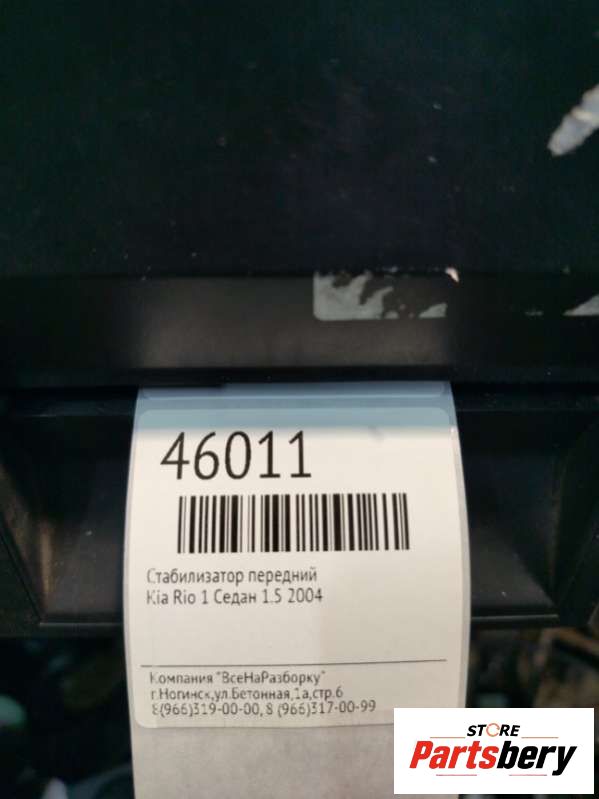 46011
Стабилизатор передний
Kia Rio 1 Седан 1.5 2004
Компания "ВсеНаРазборку"
г.Ногинск,ул.Бетонная,1а,стр.6
8(966)319-00-00, 8 (966)317-00-99
STORE
Partsbery